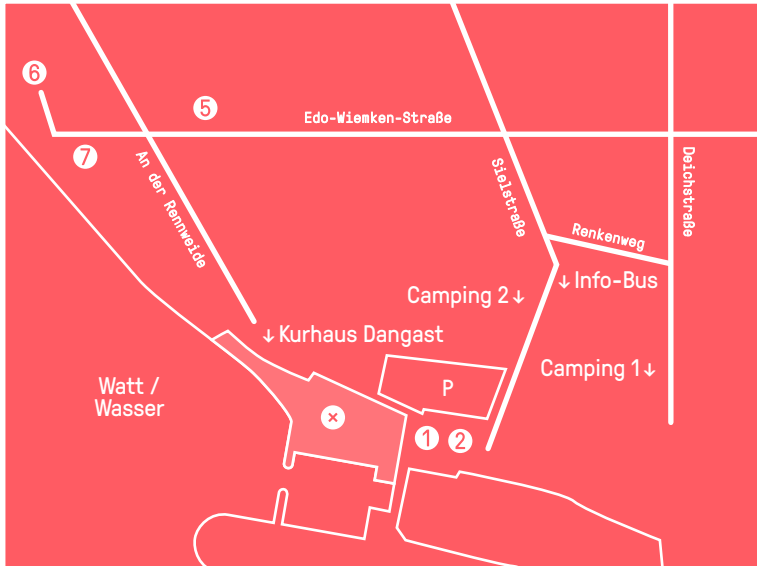 6
5
Edo-Wiemken-Straße
7
An der Rennweide
Sielstraße
Deichstraße
Renkenweg
↓ Info-Bus
Camping 2 ↓
↓ Kurhaus Dangast
Camping 1 ↓
Watt /
Wasser
P
×
1
2